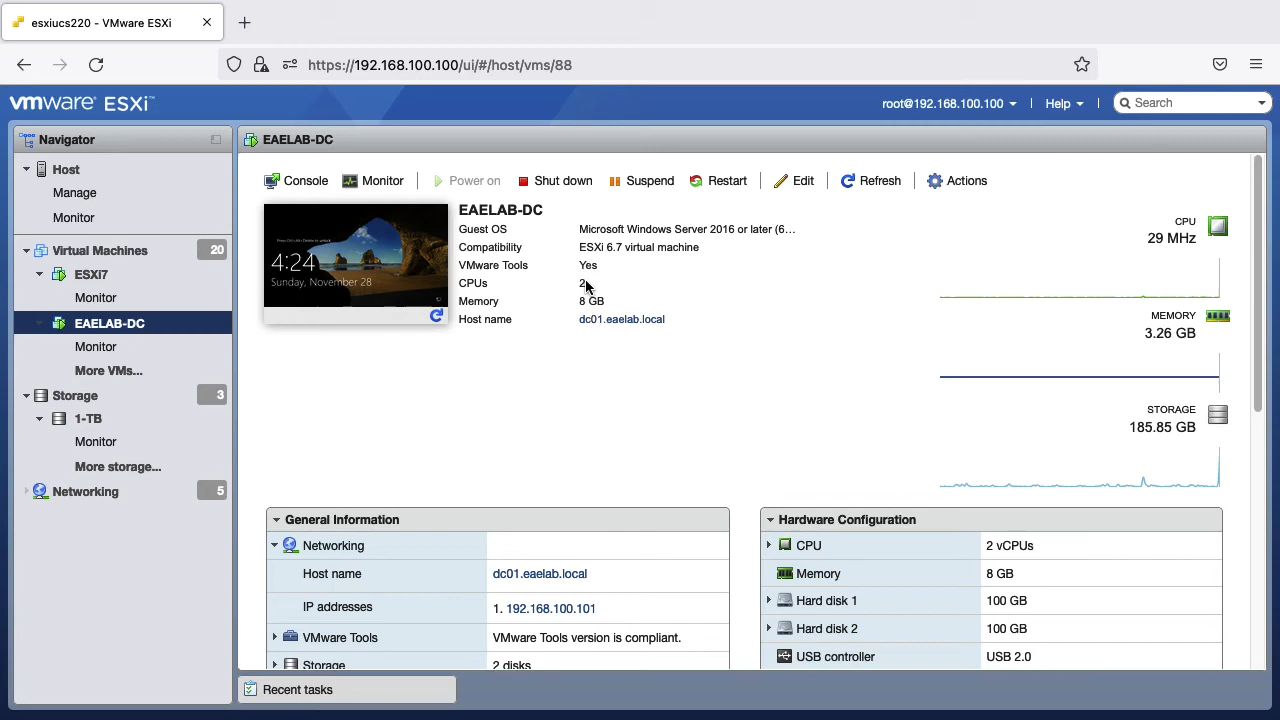 esxiucs220 - VMware ESXi
https://192.168.100.100/ui/#/host/vms/88
vmware ESXi™
root@192.168.100.100
Help
Search
Navigator
Host
Manage
Monitor
Virtual Machines 20
ESXi7
Monitor
EAELAB-DC
Monitor
More VMs...
Storage 3
1-TB
Monitor
More storage...
Networking 5
EAELAB-DC
Console
Monitor
Power on
Shut down
Suspend
Restart
Edit
Refresh
Actions
4:24
Sunday, November 28
EAELAB-DC
Guest OS Microsoft Windows Server 2016 or later (6...
Compatibility ESXi 6.7 virtual machine
VMware Tools Yes
CPUs 2
Memory 8 GB
Host name dc01.eaelab.local
CPU
29 MHz
MEMORY
3.26 GB
STORAGE
185.85 GB
General Information
Networking
Host name dc01.eaelab.local
IP addresses 1. 192.168.100.101
VMware Tools VMware Tools version is compliant.
Storage 2 disks
Hardware Configuration
CPU 2 vCPUs
Memory 8 GB
Hard disk 1 100 GB
Hard disk 2 100 GB
USB controller USB 2.0
Recent tasks